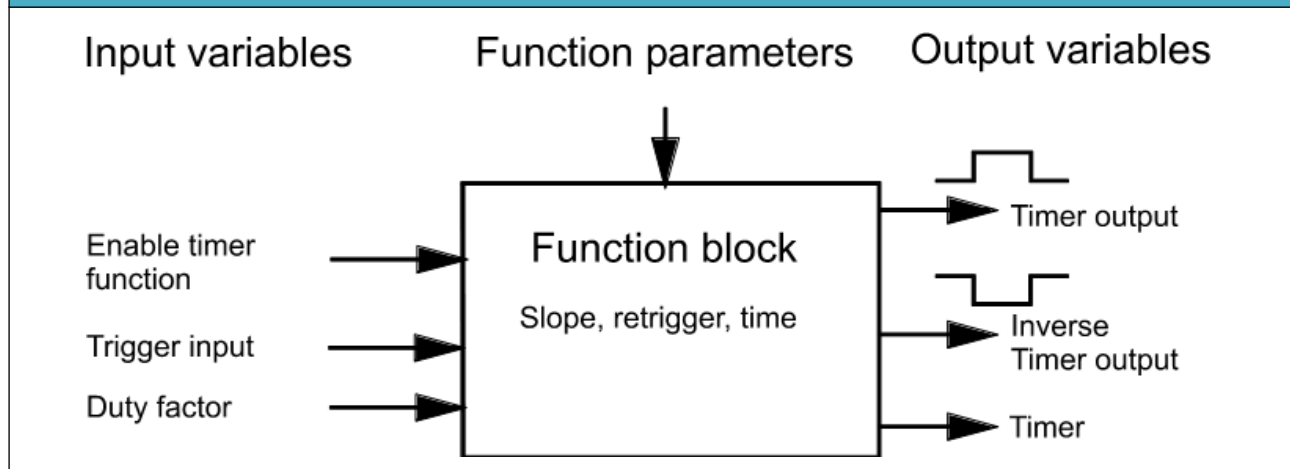 Input variables
Function parameters
Output variables
Enable timer
function
Trigger input
Duty factor
Function block
Slope, retrigger, time
Timer output
Inverse
Timer output
Timer